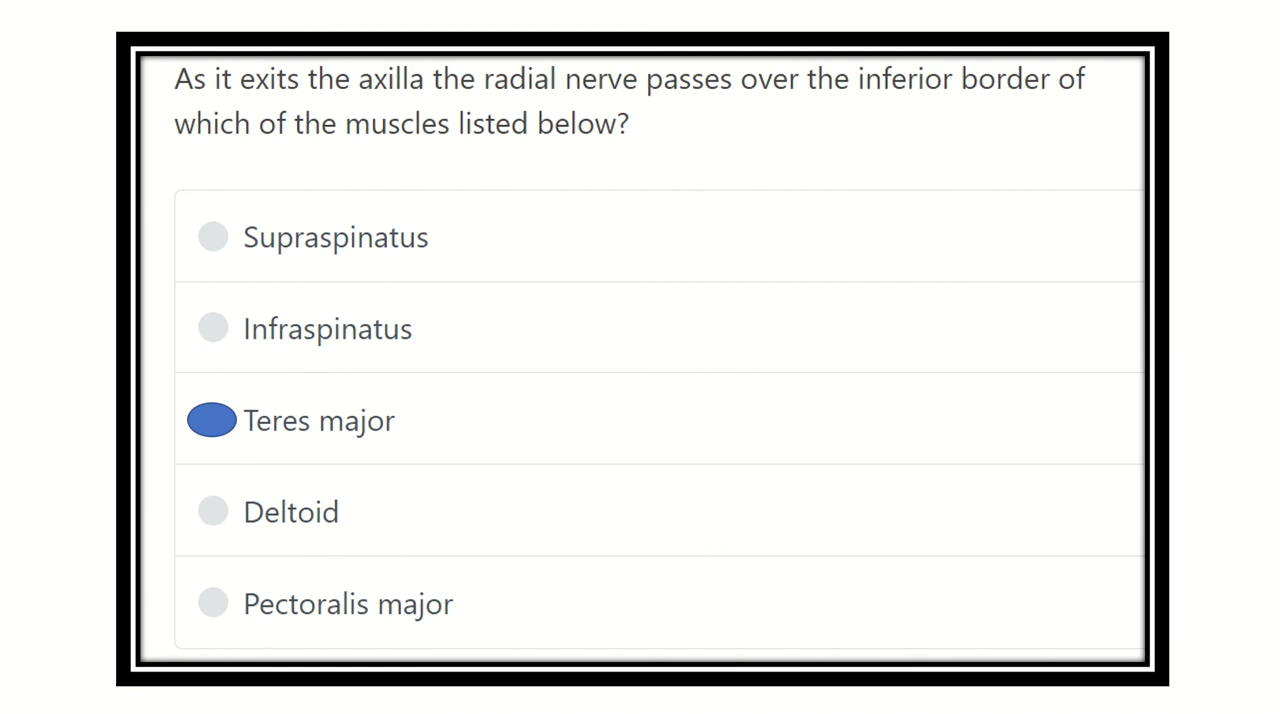 As it exits the axilla the radial nerve passes over the inferior border of
which of the muscles listed below?
Supraspinatus
Infraspinatus
Teres major
Deltoid
Pectoralis major